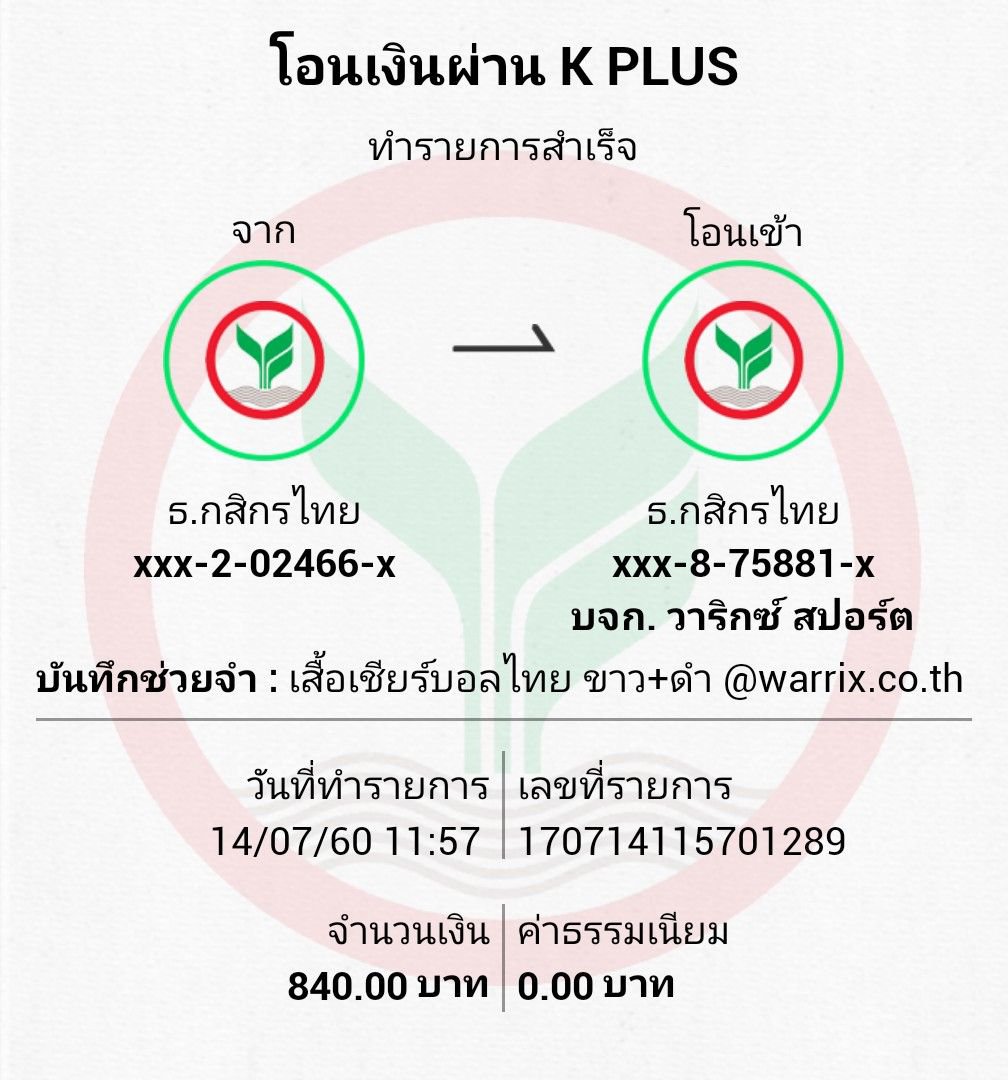 โอนเงินผ่าน K PLUS
ทำรายการสำเร็จ
จาก
โอนเข้า
ธ.กสิกรไทย
xxx-2-02466-x
ธ.กสิกรไทย
xxx-8-75881-x
บจก. วาริกซ์ สปอร์ต
บันทึกช่วยจำ : เสื้อเชียร์บอลไทย ขาว+ดำ @warrix.co.th
วันที่ทำรายการ
14/07/60 11:57
เลขที่รายการ
170714115701289
จำนวนเงิน
840.00 บาท
ค่าธรรมเนียม
0.00 บาท